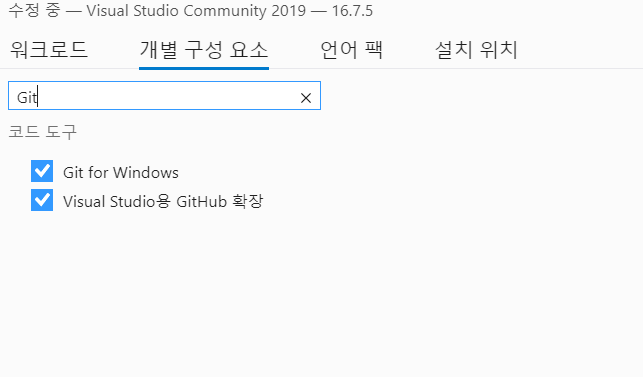 수정 중 — Visual Studio Community 2019 — 16.7.5
워크로드 개별 구성 요소 언어 팩 설치 위치
Git
코드 도구
Git for Windows
Visual Studio용 GitHub 확장